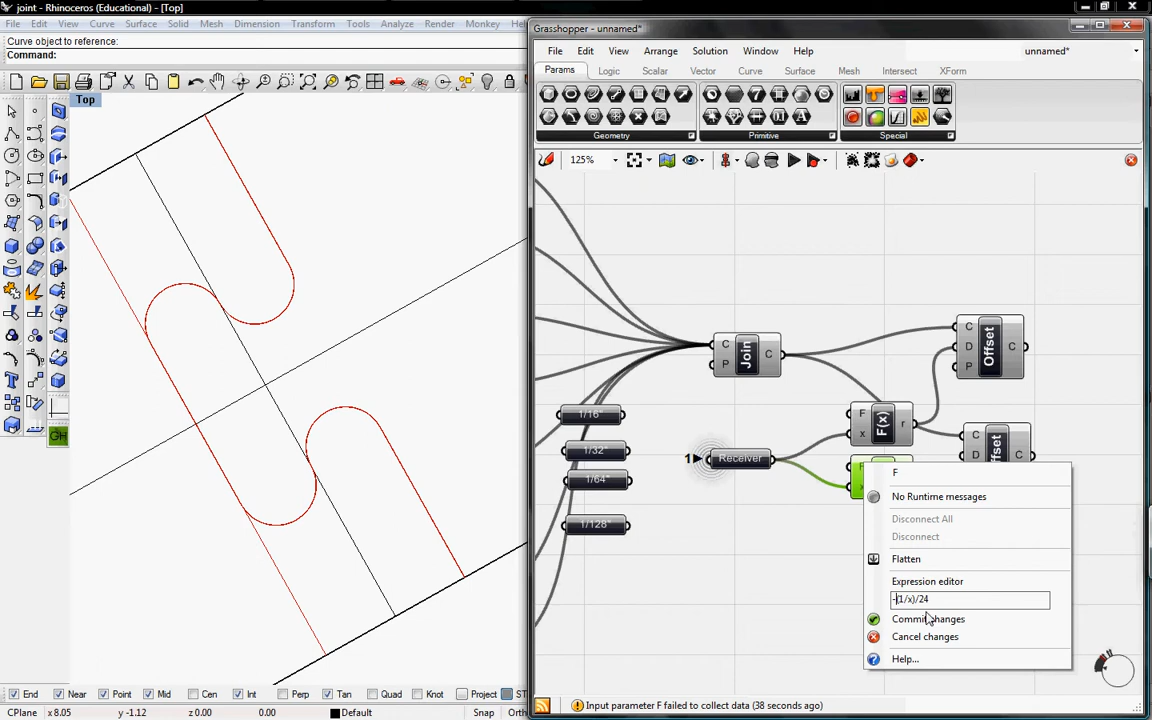 joint - Rhinoceros (Educational) - [Top]
File Edit View Curve Surface Solid Mesh Dimension Transform Tools Analyze Render Monkey
Curve object to reference:
Command:
Top
GH
End Near Point Mid Cen Int Perp Tan Quad Knot Project ST
CPlane x 8.05 y -1.12 z 0.00 0.00 Default Snap Ortho
Grasshopper - unnamed*
File Edit View Arrange Solution Window Help unnamed*
Params Logic Scalar Vector Curve Surface Mesh Intersect XForm
Geometry Primitive Special
125%
C
P
Join
C
C
D
P
Offset
C
1/16"
1/32"
1/64"
1/128"
1
Receiver
F
x
F(x)
r
C
D
F
No Runtime messages
Disconnect All
Disconnect
Flatten
Expression editor
-(1/x)/24
Commit changes
Cancel changes
Help...
Input parameter F failed to collect data (38 seconds ago)